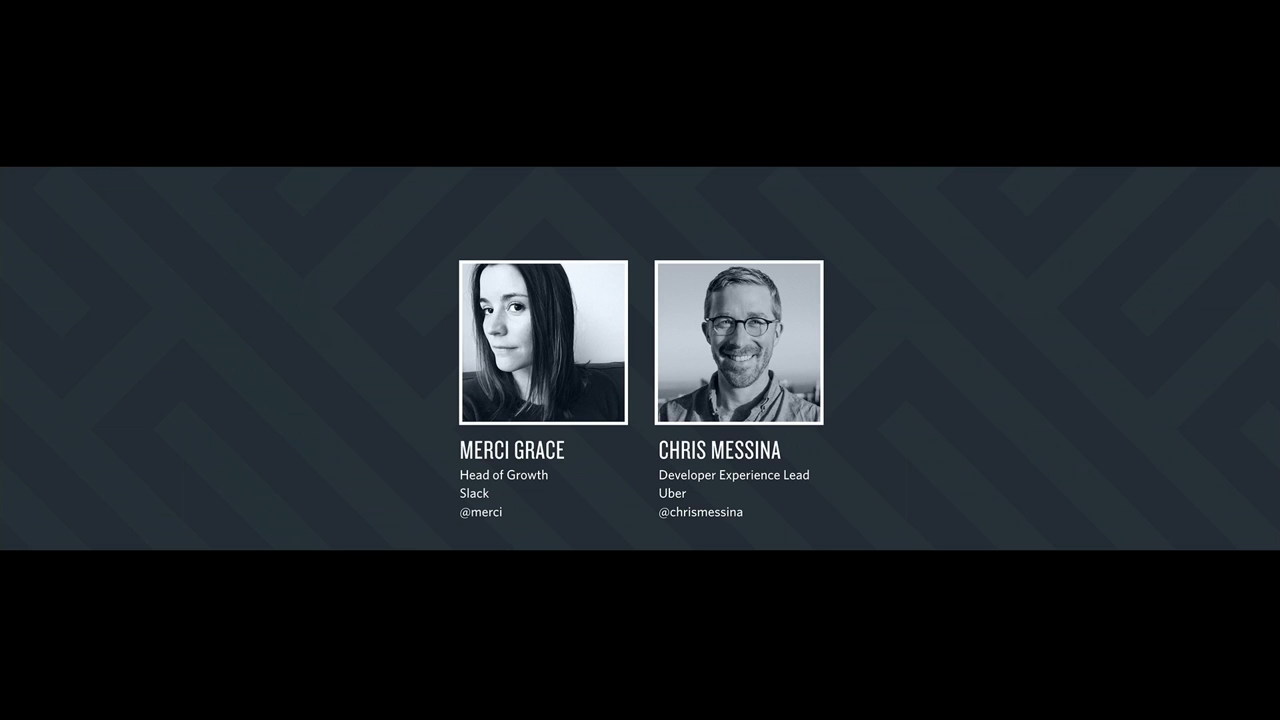 MERCI GRACE
Head of Growth
Slack
@merci
CHRIS MESSINA
Developer Experience Lead
Uber
@chrismessina